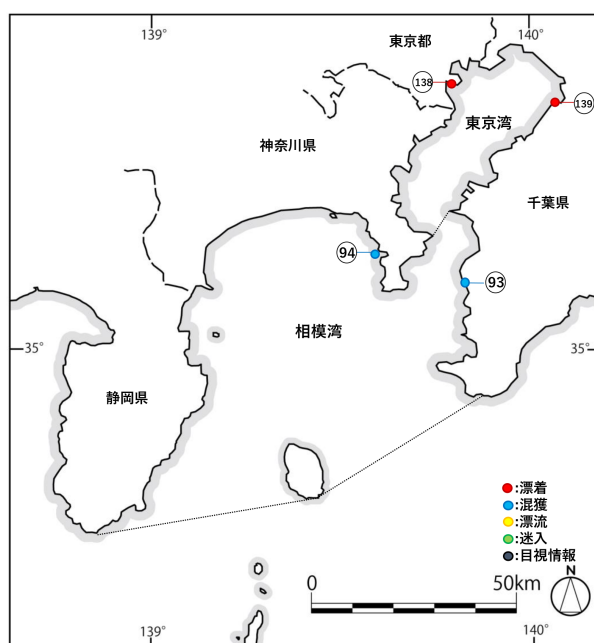 139°
140°
東京都
138
139
東京湾
神奈川県
千葉県
94
93
相模湾
35°
35°
静岡県
:漂着
:混獲
:漂流
:迷入
:目視情報
N
0
50km
139°
140°